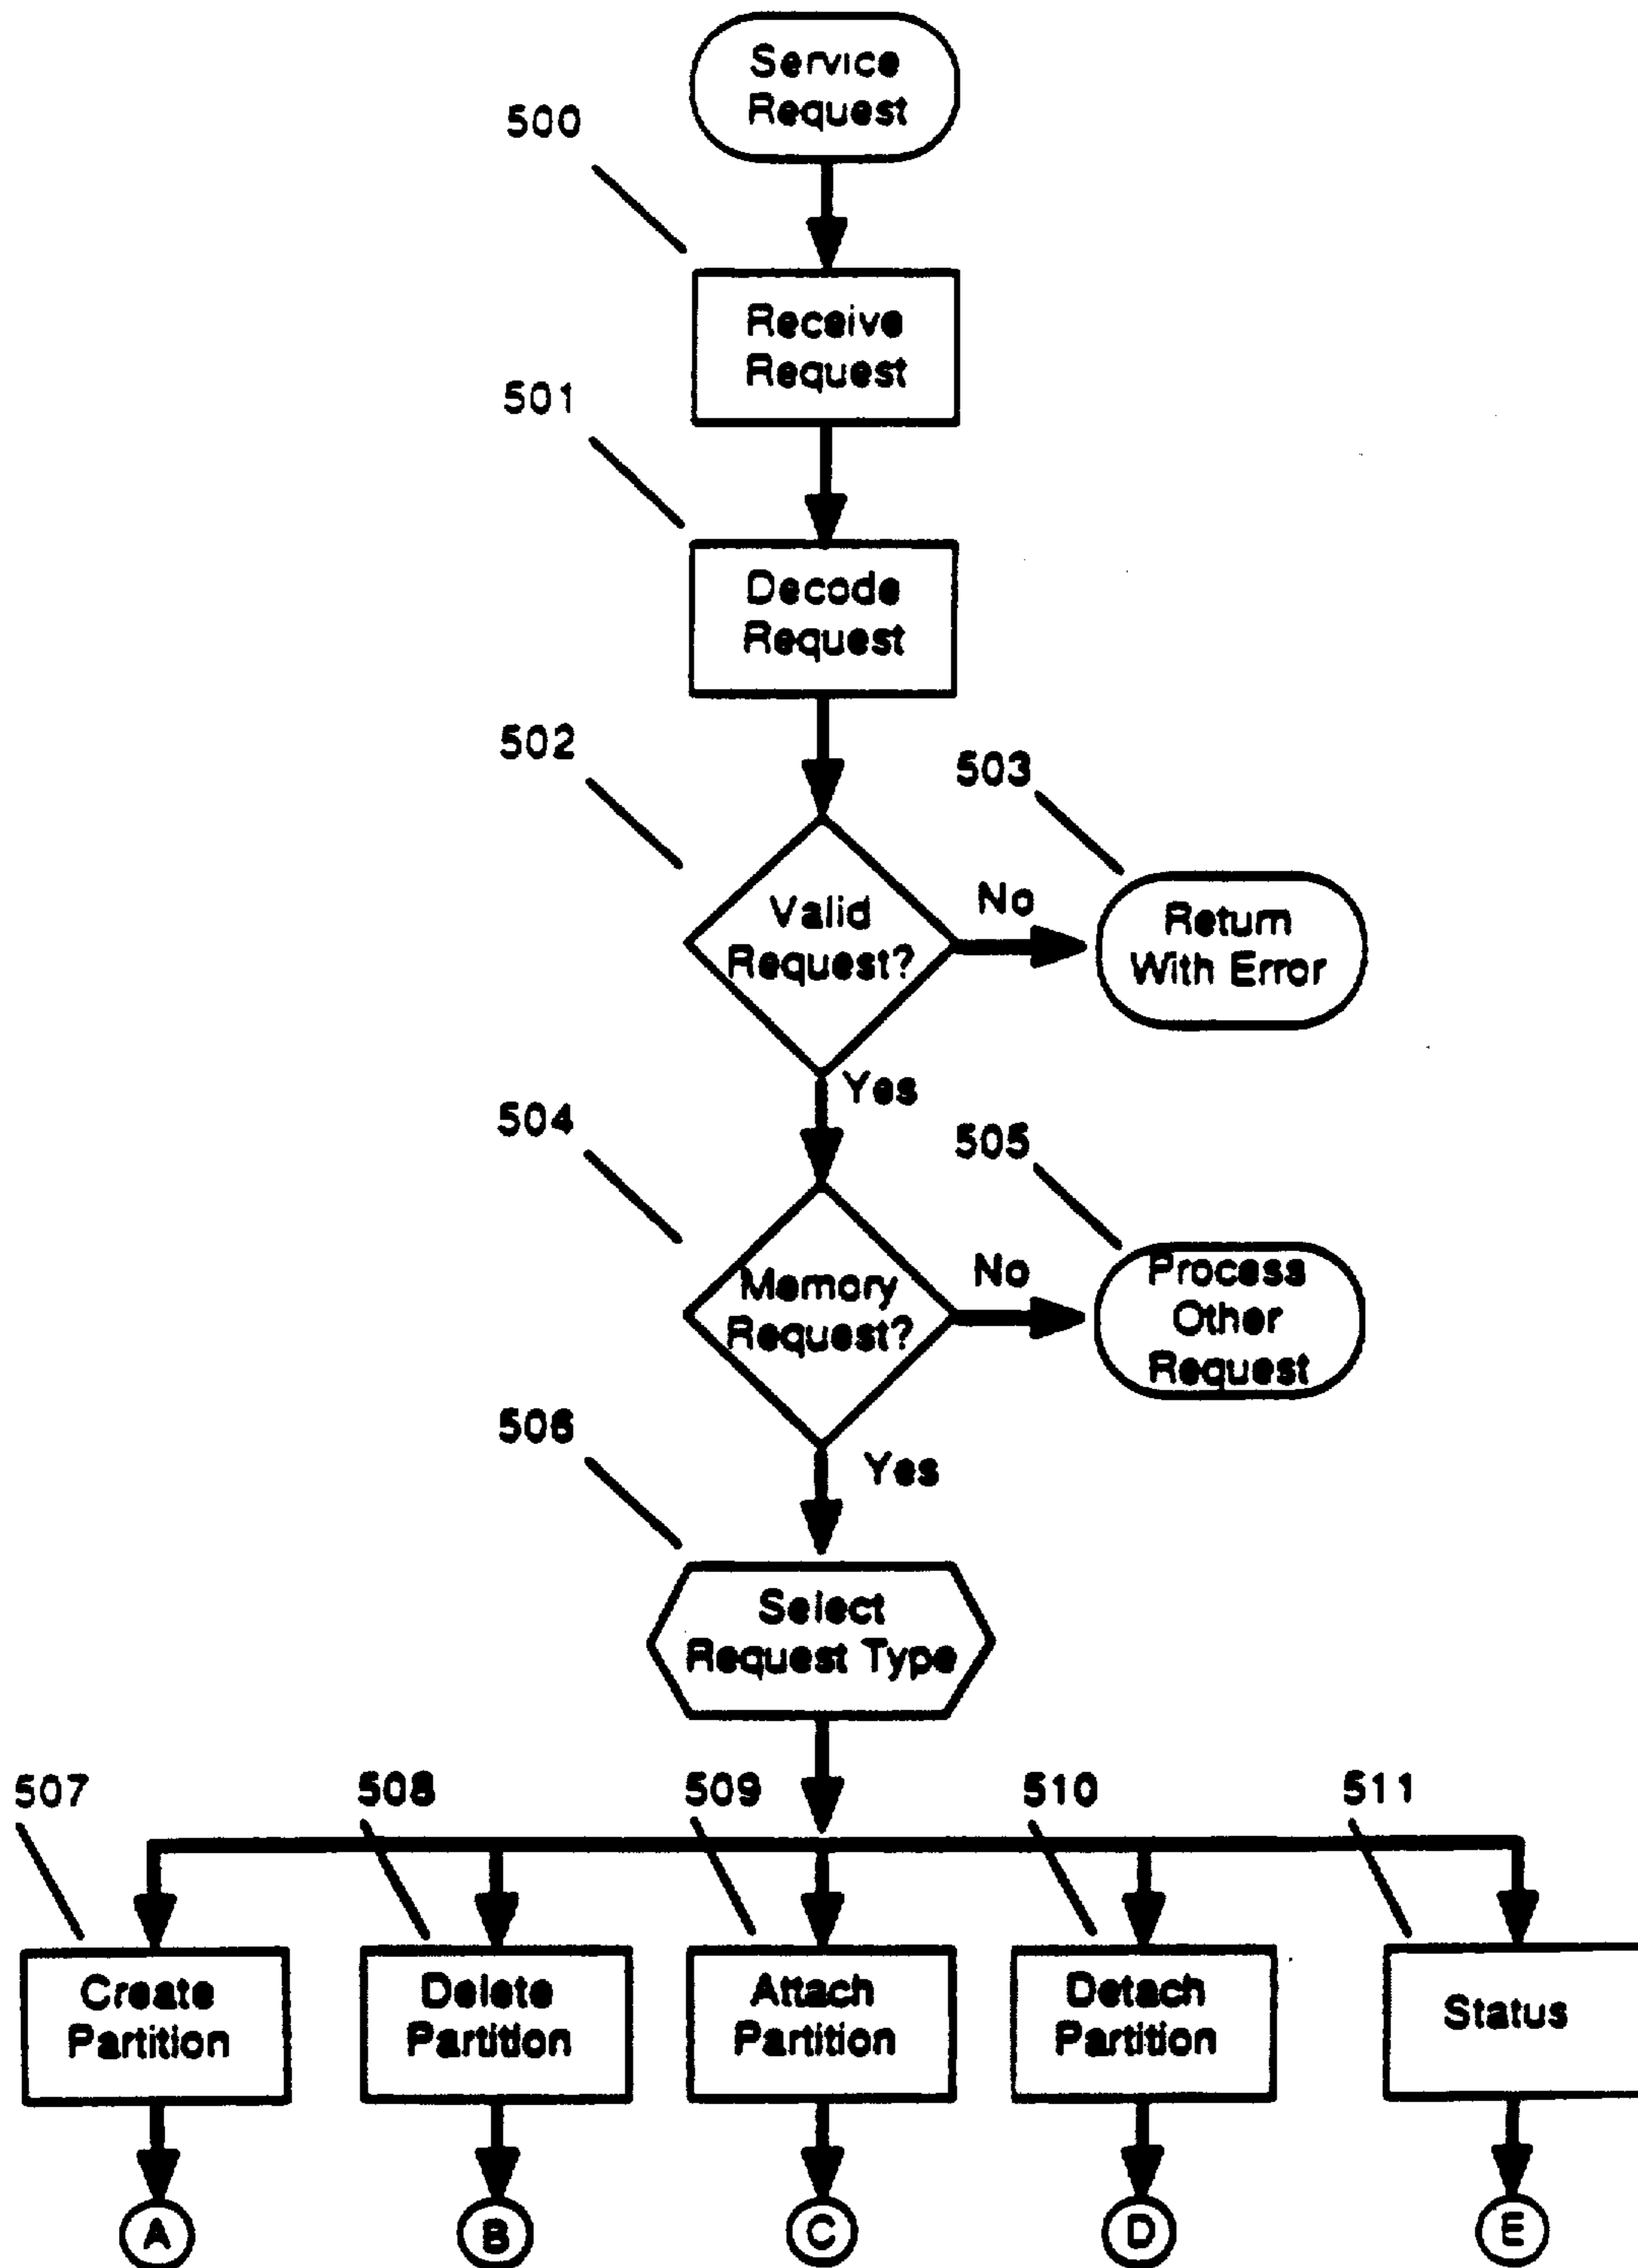 Service
Request
500
Receive
Request
501
Decode
Request
502
503
Valid
Request?
No
Return
With Error
Yes
504
505
Memory
Request?
No
Process
Other
Request
Yes
506
Select
Request Type
507
508
509
510
511
Create
Partition
Delete
Partition
Attach
Partition
Detach
Partition
Status
A
B
C
D
E